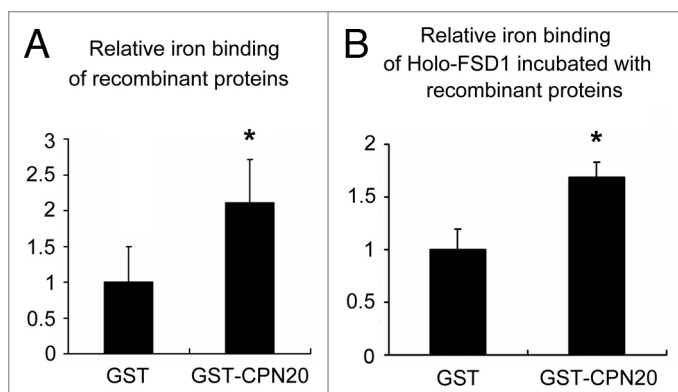 A
Relative iron binding
of recombinant proteins
*
3
2.5
2
1.5
1
0.5
0
GST GST-CPN20
B
Relative iron binding
of Holo-FSD1 incubated with
recombinant proteins
*
2
1.5
1
0.5
0
GST GST-CPN20